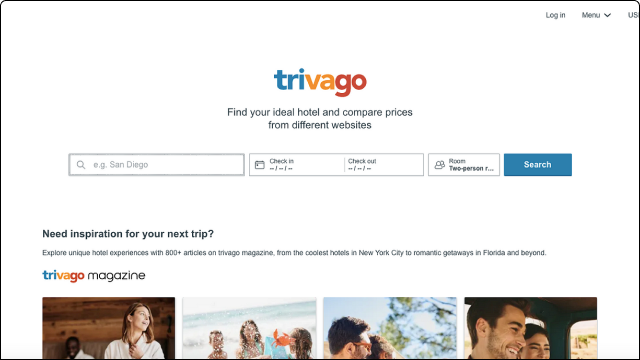 Log in Menu US
trivago
Find your ideal hotel and compare prices
from different websites
e.g. San Diego
Check in
-- / -- / --
Check out
-- / -- / --
Room
Two-person r...
Search
Need inspiration for your next trip?
Explore unique hotel experiences with 800+ articles on trivago magazine, from the coolest hotels in New York City to romantic getaways in Florida and beyond.
trivago magazine